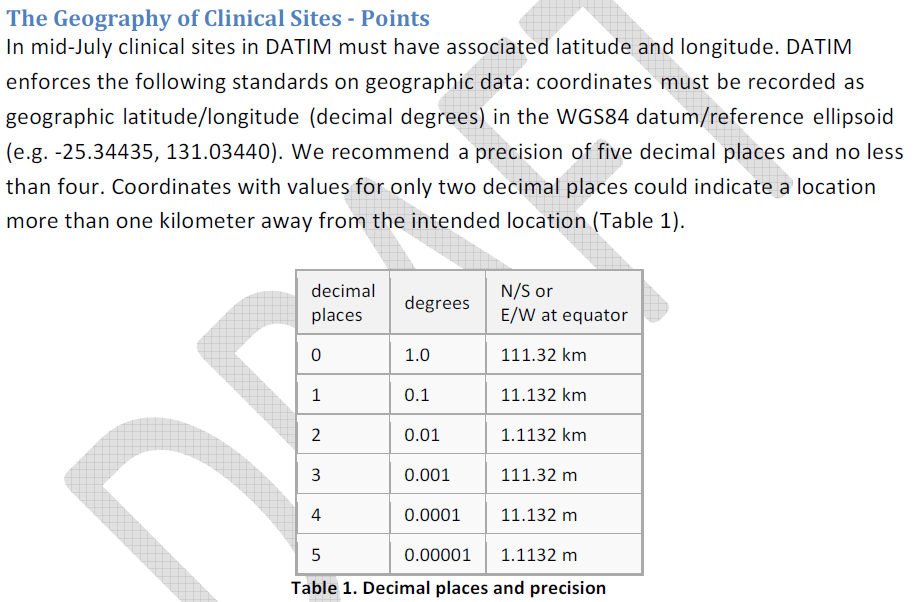 The Geography of Clinical Sites - Points
In mid-July clinical sites in DATIM must have associated latitude and longitude. DATIM
enforces the following standards on geographic data: coordinates must be recorded as
geographic latitude/longitude (decimal degrees) in the WGS84 datum/reference ellipsoid
(e.g. -25.34435, 131.03440). We recommend a precision of five decimal places and no less
than four. Coordinates with values for only two decimal places could indicate a location
more than one kilometer away from the intended location (Table 1).
decimal places degrees N/S or E/W at equator
0 1.0 111.32 km
1 0.1 11.132 km
2 0.01 1.1132 km
3 0.001 111.32 m
4 0.0001 11.132 m
5 0.00001 1.1132 m
Table 1. Decimal places and precision